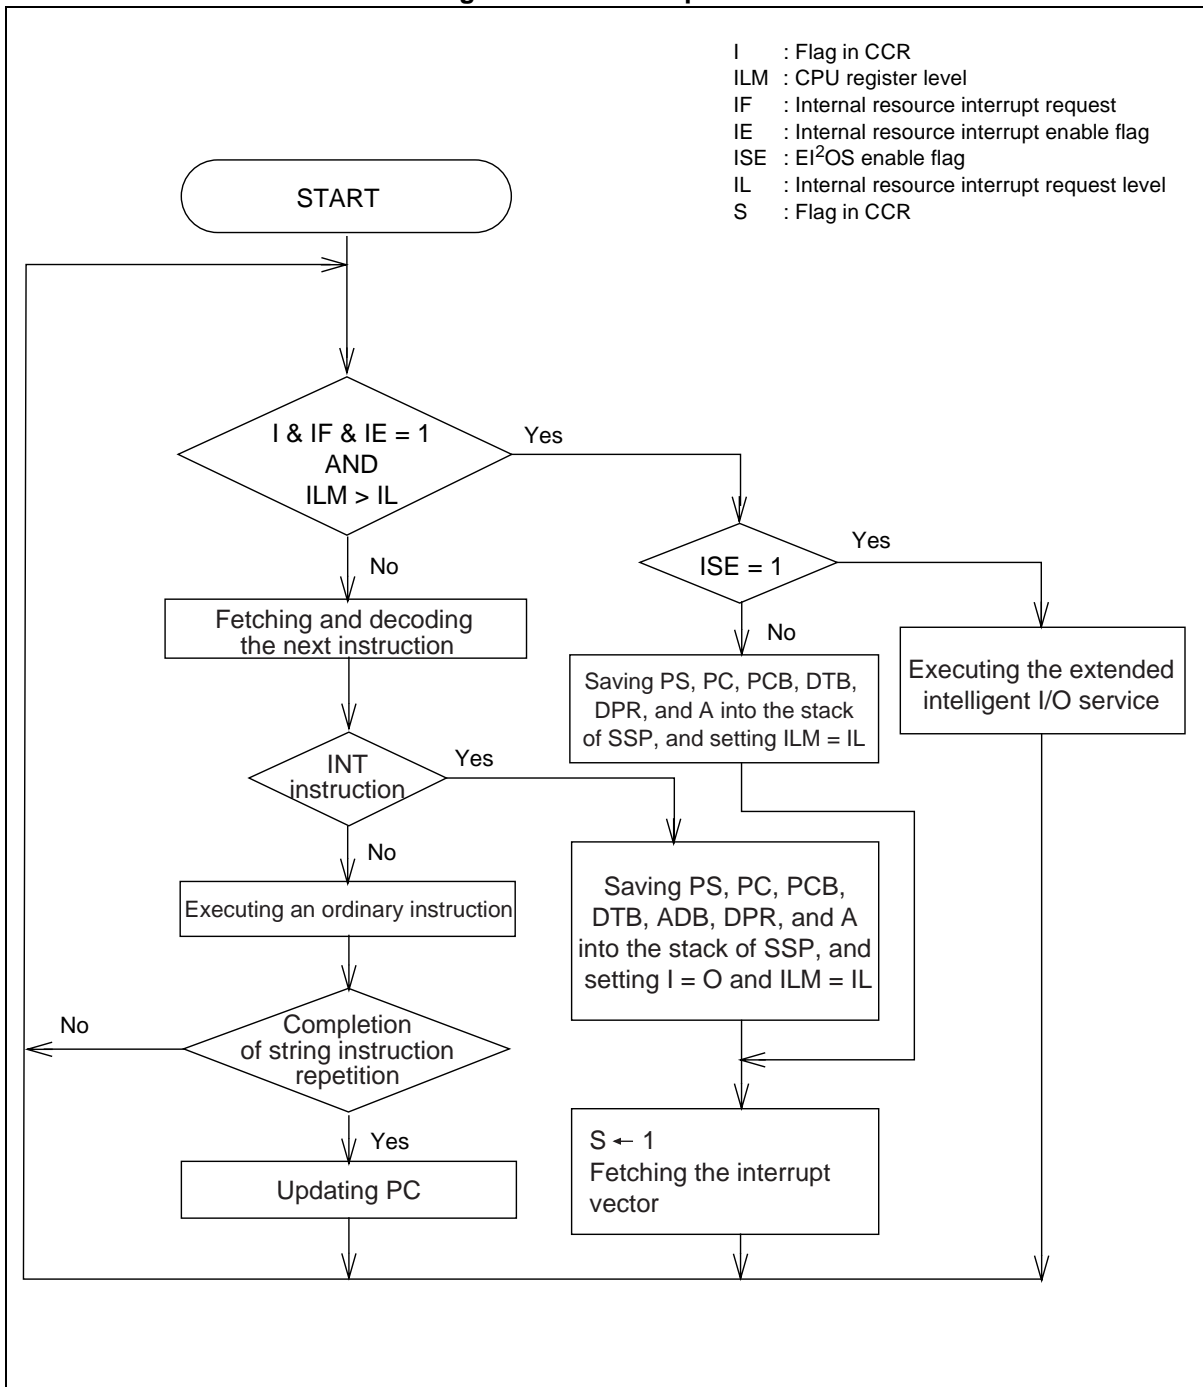 I : Flag in CCR
ILM : CPU register level
IF : Internal resource interrupt request
IE : Internal resource interrupt enable flag
ISE : EI²OS enable flag
IL : Internal resource interrupt request level
S : Flag in CCR
START
I & IF & IE = 1
AND
ILM > IL
Yes
No
ISE = 1
Yes
No
Fetching and decoding
the next instruction
Saving PS, PC, PCB, DTB,
DPR, and A into the stack
of SSP, and setting ILM = IL
Executing the extended
intelligent I/O service
INT
instruction
Yes
No
Executing an ordinary instruction
Saving PS, PC, PCB,
DTB, ADB, DPR, and A
into the stack of SSP, and
setting I = O and ILM = IL
Completion
of string instruction
repetition
No
Yes
Updating PC
S ← 1
Fetching the interrupt
vector